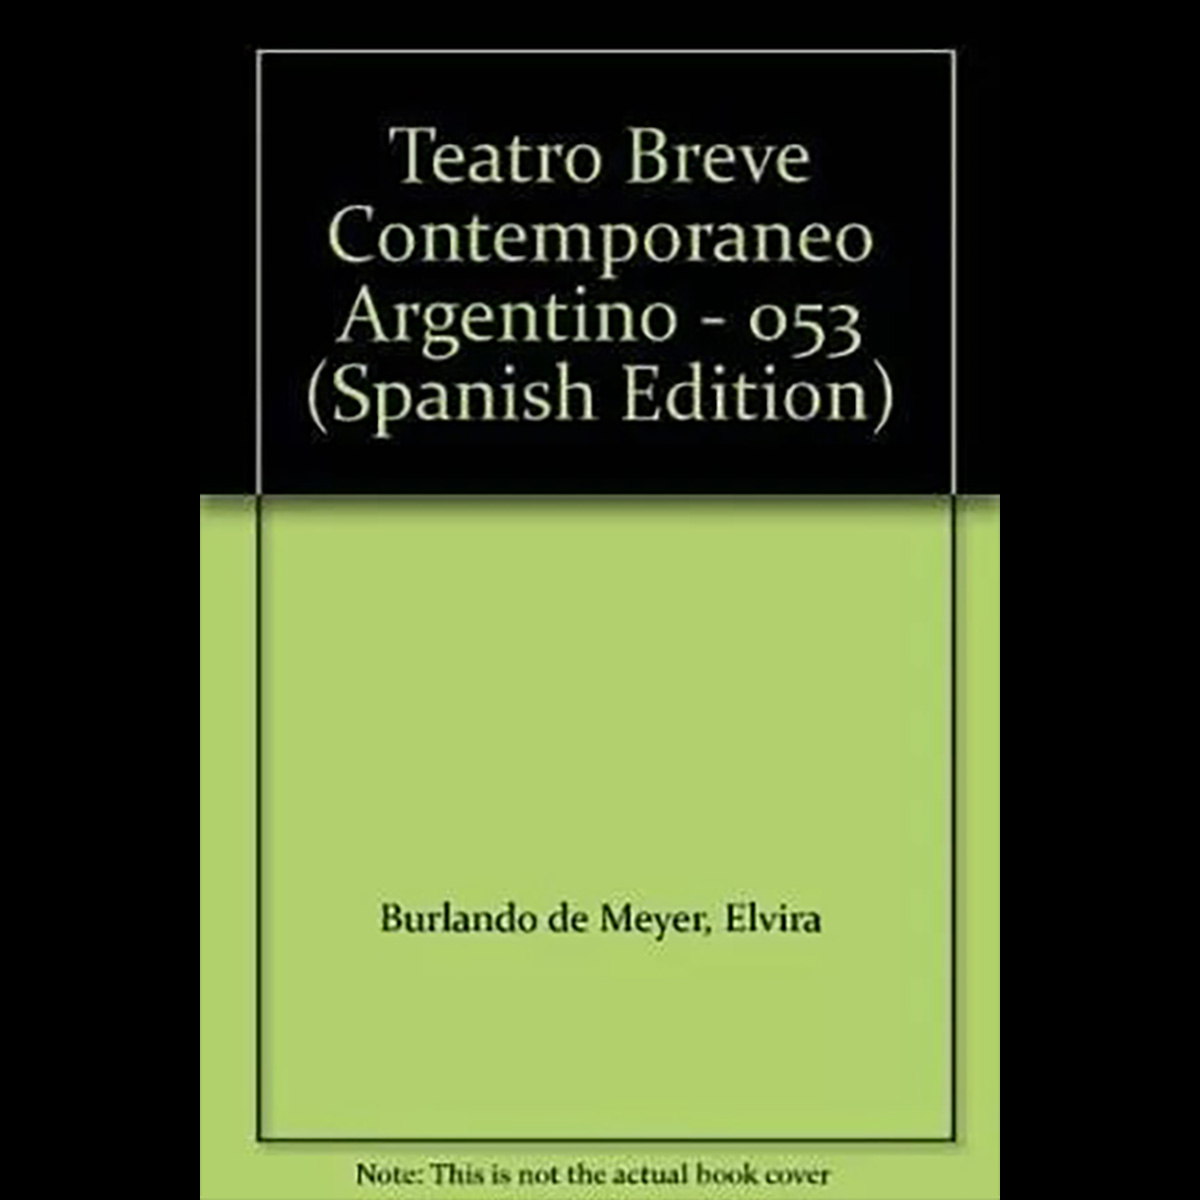 Teatro Breve
Contemporaneo
Argentino - 053
(Spanish Edition)
Burlando de Meyer, Elvira
Note: This is not the actual book cover